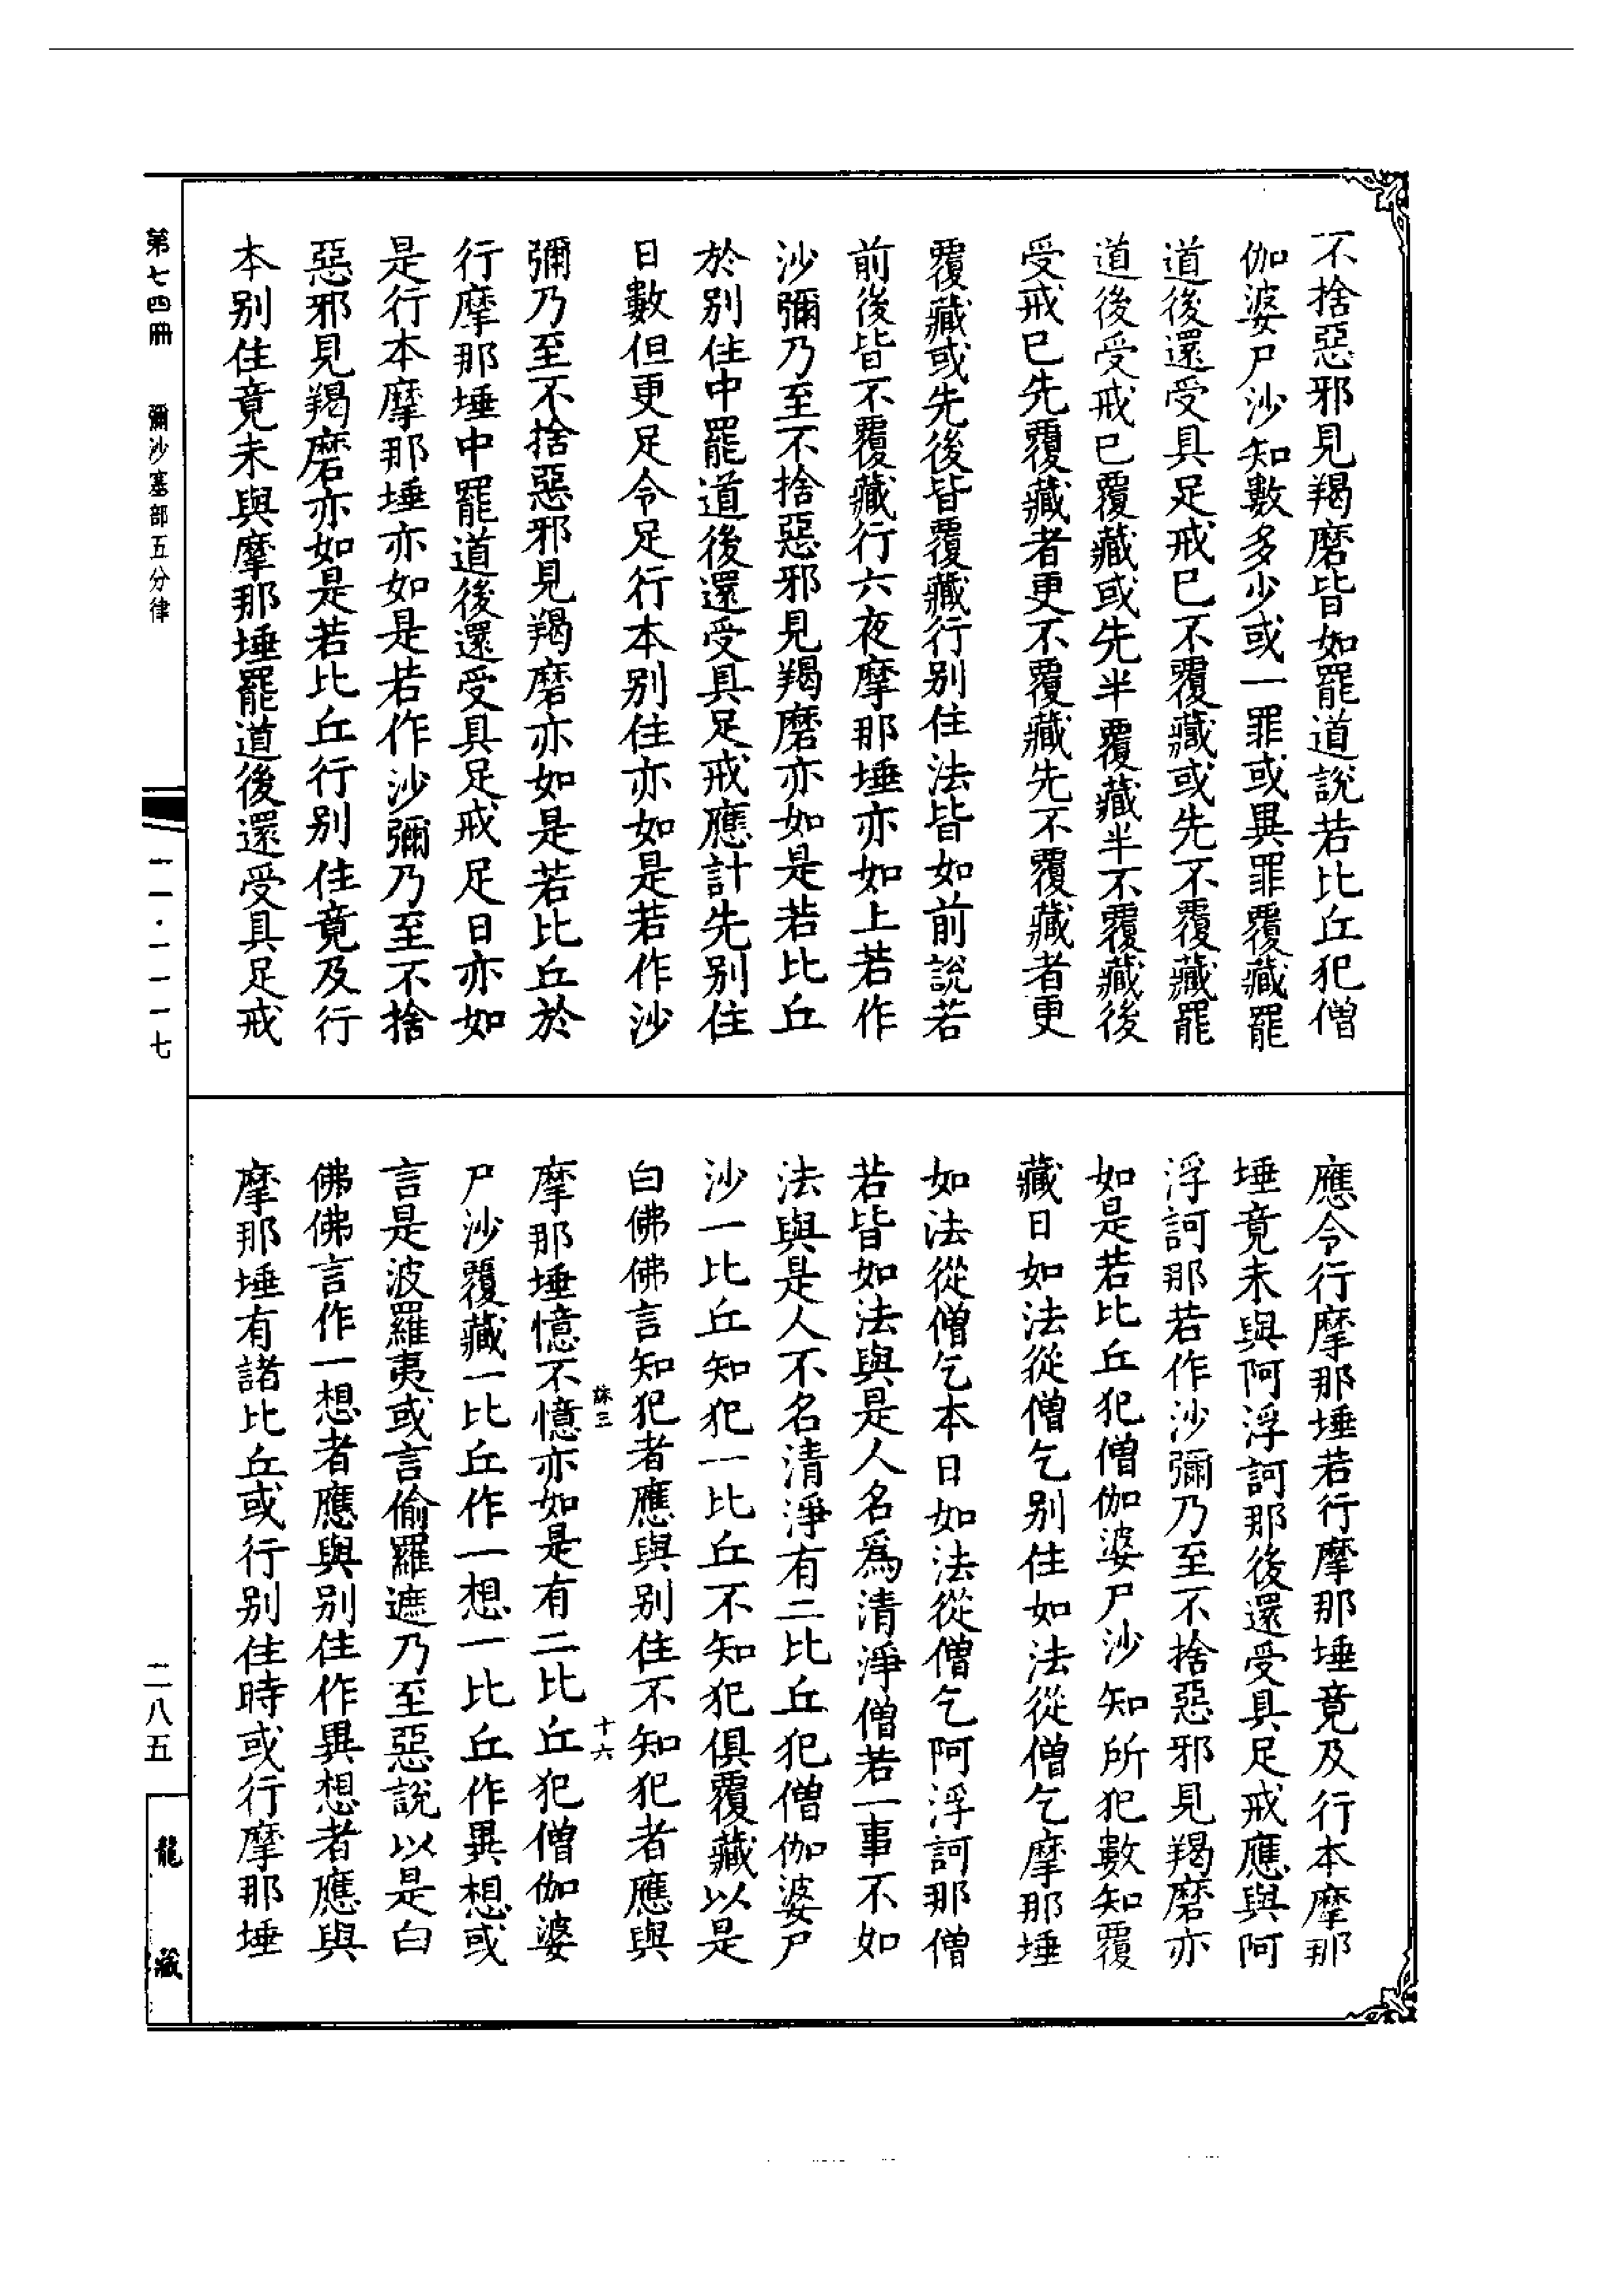 不捨惡邪見羯磨皆如罷道說若比丘犯僧
伽婆尸沙知數多少或一罪或異罪覆藏罷
道後還受具足戒已不覆藏或先不覆藏罷
道後受戒已覆藏或先半覆藏半不覆藏後
受戒已先覆藏者更不覆藏先不覆藏者更
覆藏或先後皆覆藏行別住法皆如前說若
前後皆不覆藏行六夜摩那埵亦如上若作
沙彌乃至不捨惡邪見羯磨亦如是若比丘
於別住中罷道後還受具足戒應計先別住
日數但更足令足行本別住亦如是若作沙
彌乃至不捨惡邪見羯磨亦如是若比丘於
行摩那埵中罷道後還受具足戒足日亦如
是行本摩那埵亦如是若作沙彌乃至不捨
惡邪見羯磨亦如是若比丘行別住竟及行
本別住竟未與摩那埵罷道後還受具足戒
應令行摩那埵若行摩那埵竟及行本摩那
埵竟未與阿浮訶那後還受具足戒應與阿
浮訶那若作沙彌乃至不捨惡邪見羯磨亦
如是若比丘犯僧伽婆尸沙知所犯數知覆
藏日如法從僧乞別住如法從僧乞摩那埵
如法從僧乞本日如法從僧乞阿浮訶那僧
若皆如法與是人名為清淨僧若一事不如
法與是人不名清淨有二比丘犯僧伽婆尸
沙一比丘知犯一比丘不知犯俱覆藏以是
白佛佛言知犯者應與別住不知犯者應與
摩那埵憶不憶亦如是有二比丘犯僧伽婆
尸沙覆藏一比丘作一想一比丘作異想或
言是波羅夷或言偷羅遮乃至惡說以是白
佛佛言作一想者應與別住作異想者應與
摩那埵有諸比丘或行別住時或行摩那埵
十六
第七四冊 彌沙塞部五分律
一一·一一一七
二八五
龍藏